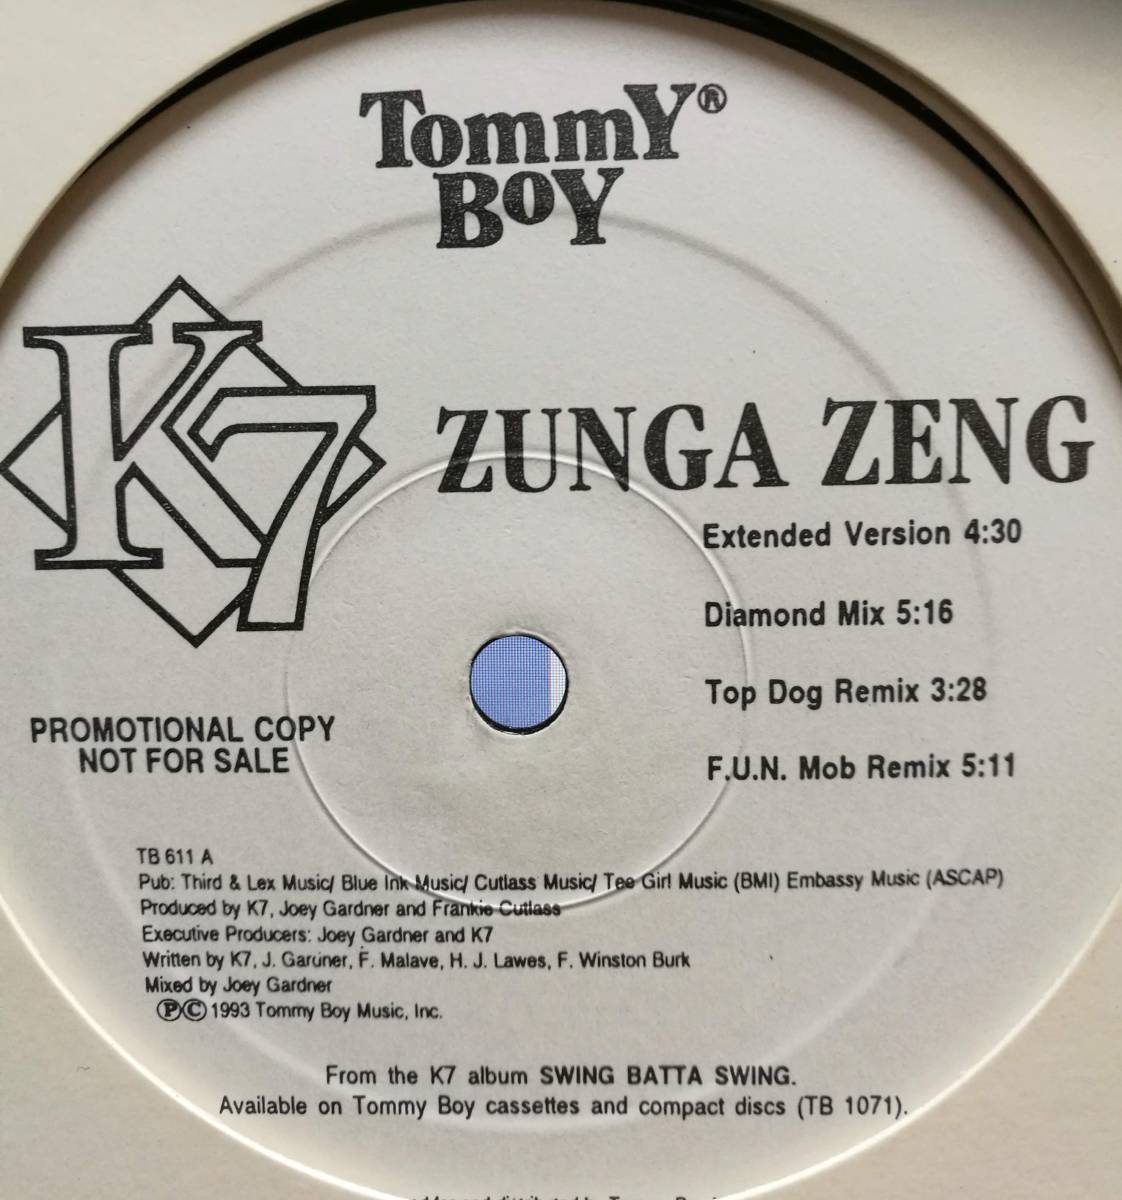 TommY®
BoY
K7
ZUNGA ZENG
Extended Version 4:30
Diamond Mix 5:16
Top Dog Remix 3:28
F.U.N. Mob Remix 5:11
PROMOTIONAL COPY
NOT FOR SALE
TB 611 A
Pub: Third & Lex Music/ Blue Ink Music/ Cutlass Music/ Tee Girl Music (BMI) Embassy Music (ASCAP)
Produced by K7, Joey Gardner and Frankie Cutlass
Executive Producers: Joey Gardner and K7
Written by K7, J. Gardner, F. Malave, H. J. Lawes, F. Winston Burk
Mixed by Joey Gardner
℗© 1993 Tommy Boy Music, Inc.
From the K7 album SWING BATTA SWING.
Available on Tommy Boy cassettes and compact discs (TB 1071).